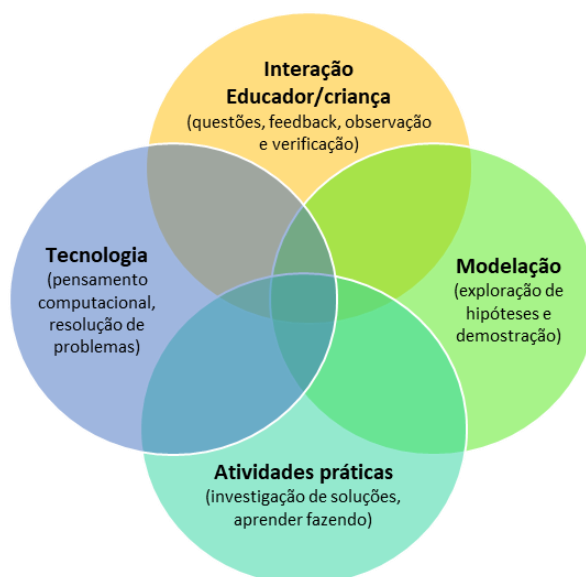 Interação
Educador/criança
(questões, feedback, observação
e verificação)
Tecnologia
(pensamento
computacional,
resolução de
problemas)
Modelação
(exploração de
hipóteses e
demostração)
Atividades práticas
(investigação de soluções,
aprender fazendo)